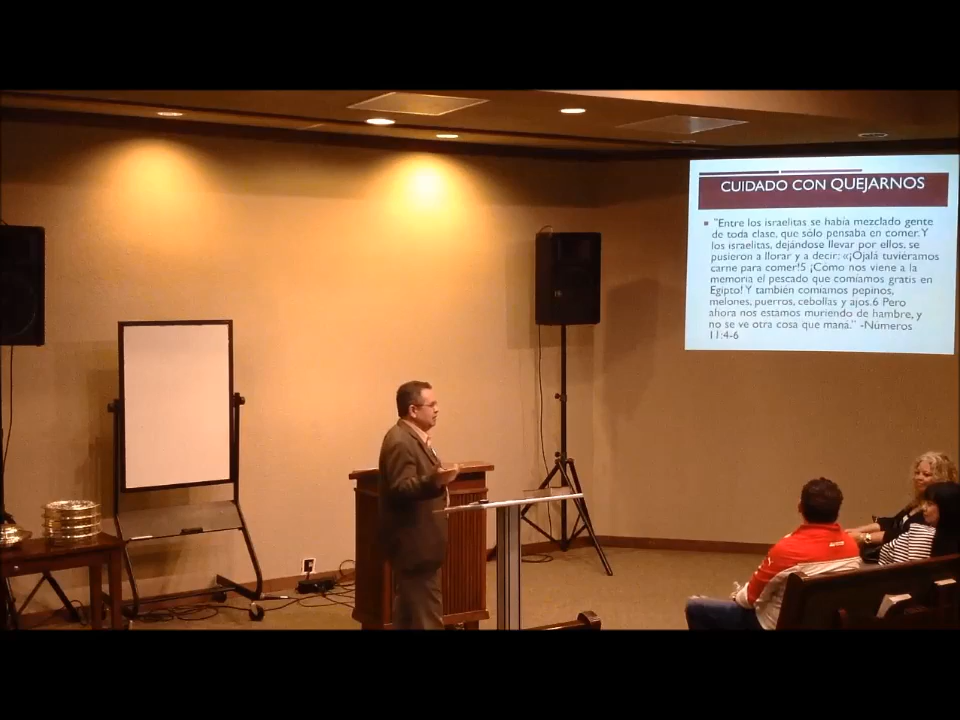 CUIDADO CON QUEJARNOS
"Entre los israelitas se había mezclado gente
de toda clase, que sólo pensaba en comer. Y
los israelitas, dejándose llevar por ellos, se
pusieron a llorar y a decir: «¡Ojalá tuviéramos
carne para comer!5 ¡Cómo nos viene a la
memoria el pescado que comíamos gratis en
Egipto! Y también comíamos pepinos,
melones, puerros, cebollas y ajos.6 Pero
ahora nos estamos muriendo de hambre, y
no se ve otra cosa que maná." -Números
11:4-6